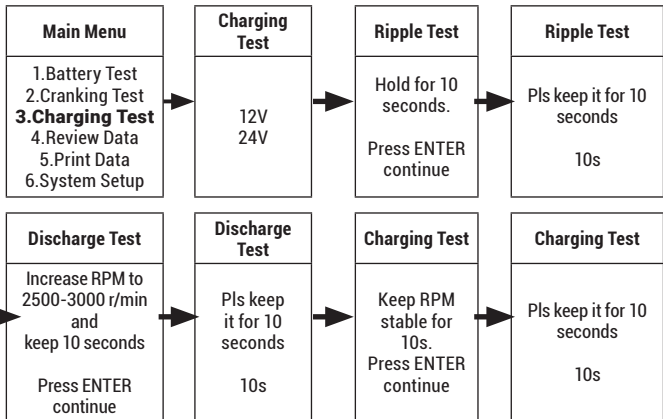 Main Menu
1.Battery Test
2.Cranking Test
3.Charging Test
4.Review Data
5.Print Data
6.System Setup
Charging
Test
12V
24V
Ripple Test
Hold for 10
seconds.
Press ENTER
continue
Ripple Test
Pls keep it for 10
seconds
10s
Discharge Test
Increase RPM to
2500-3000 r/min
and
keep 10 seconds
Press ENTER
continue
Discharge
Test
Pls keep
it for 10
seconds
10s
Charging Test
Keep RPM
stable for
10s.
Press ENTER
continue
Charging Test
Pls keep it for 10
seconds
10s